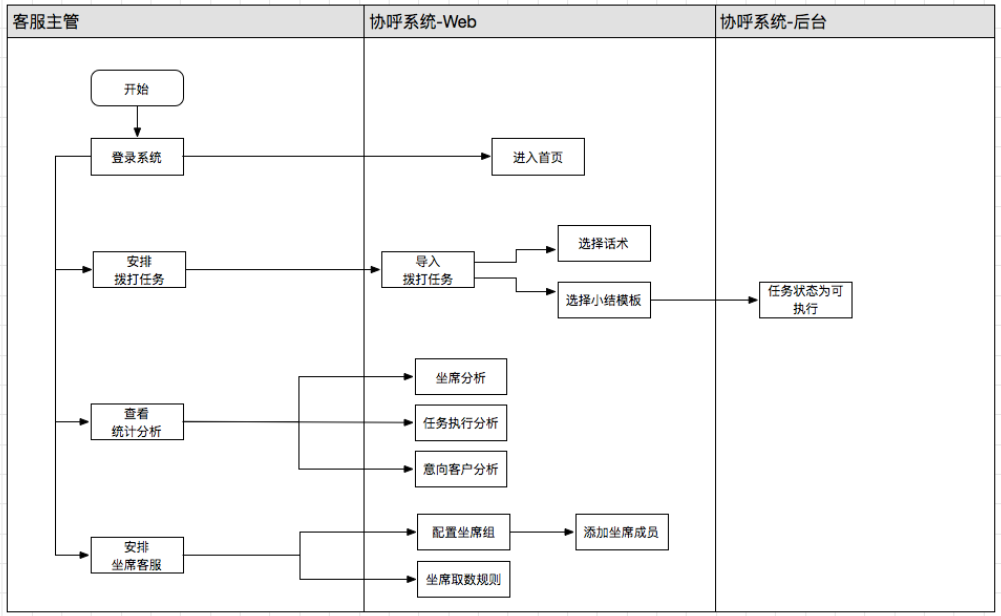 客服主管
协呼系统-Web
协呼系统-后台
开始
登录系统
进入首页
安排
拨打任务
导入
拨打任务
选择话术
选择小结模板
任务状态为可
执行
查看
统计分析
坐席分析
任务执行分析
意向客户分析
安排
坐席客服
配置坐席组
添加坐席成员
坐席取数规则